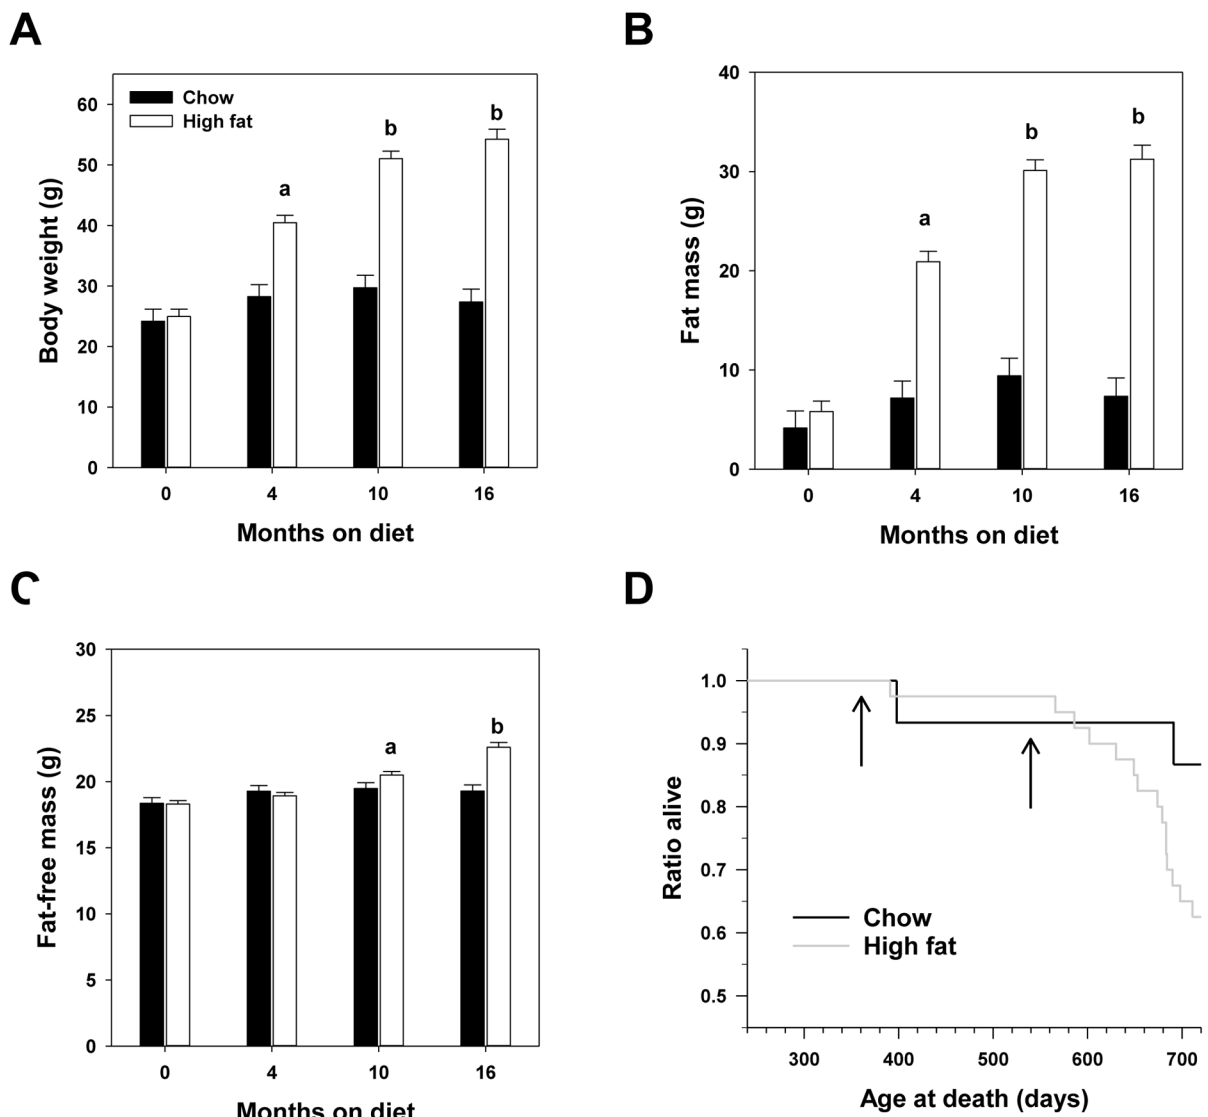 A
Chow
High fat
60
50
40
30
20
10
0
a
b
b
Body weight (g)
0 4 10 16
Months on diet
B
40
30
20
10
0
a
b
b
Fat mass (g)
0 4 10 16
Months on diet
C
30
25
20
15
10
5
0
a
b
Fat-free mass (g)
0 4 10 16
Months on diet
D
1.0
0.9
0.8
0.7
0.6
0.5
Ratio alive
Chow
High fat
300 400 500 600 700
Age at death (days)